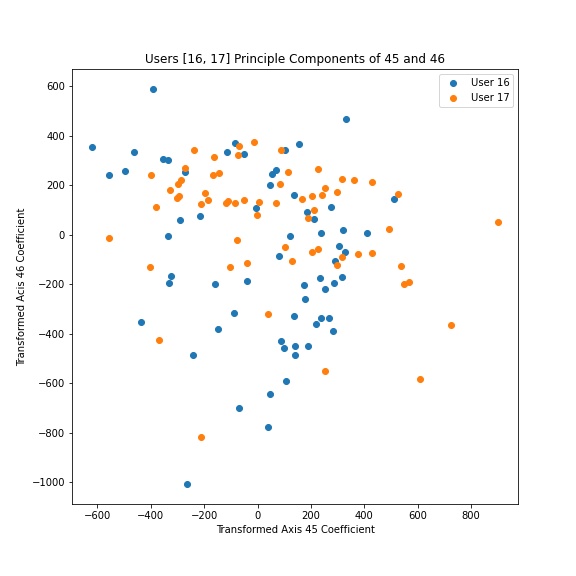 Users [16, 17] Principle Components of 45 and 46
User 16
User 17
600
400
200
0
−200
−400
−600
−800
−1000
Transformed Acis 46 Coefficient
−600 −400 −200 0 200 400 600 800
Transformed Axis 45 Coefficient